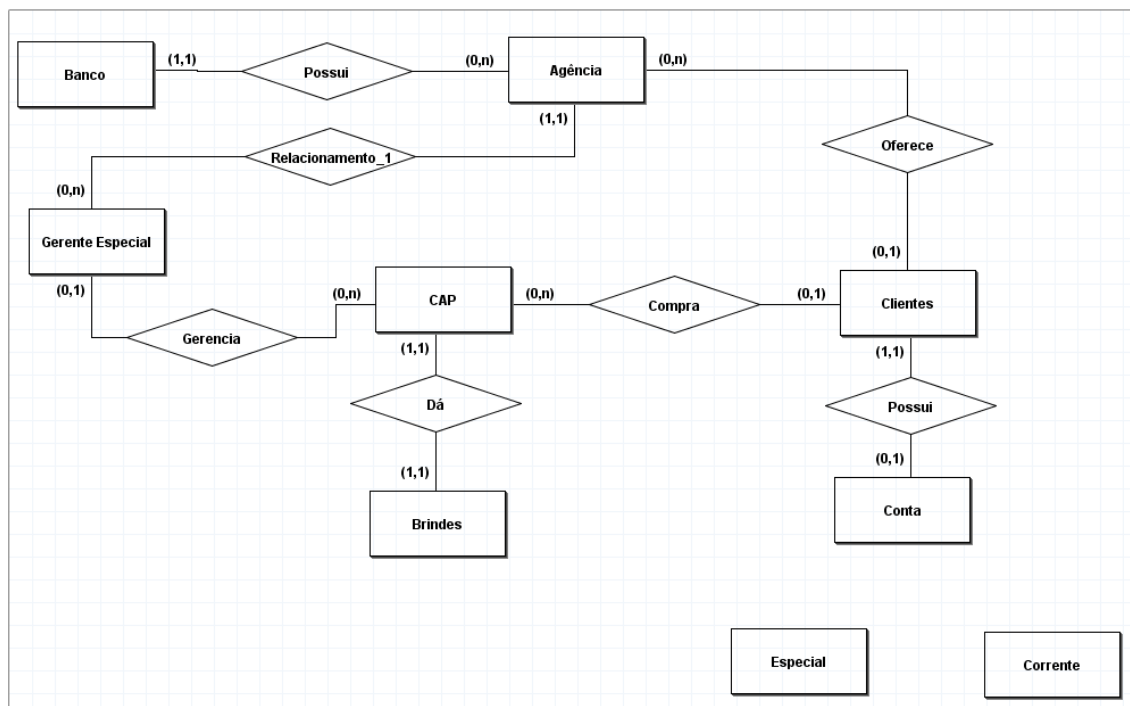 Banco
(1,1)
Possui
(0,n)
Agência
(0,n)
(1,1)
Relacionamento_1
Oferece
(0,n)
Gerente Especial
(0,1)
(0,n)
CAP
(0,n)
Compra
(0,1)
(0,1)
Clientes
Gerencia
(1,1)
(1,1)
Dá
Possui
(1,1)
(0,1)
Brindes
Conta
Especial
Corrente